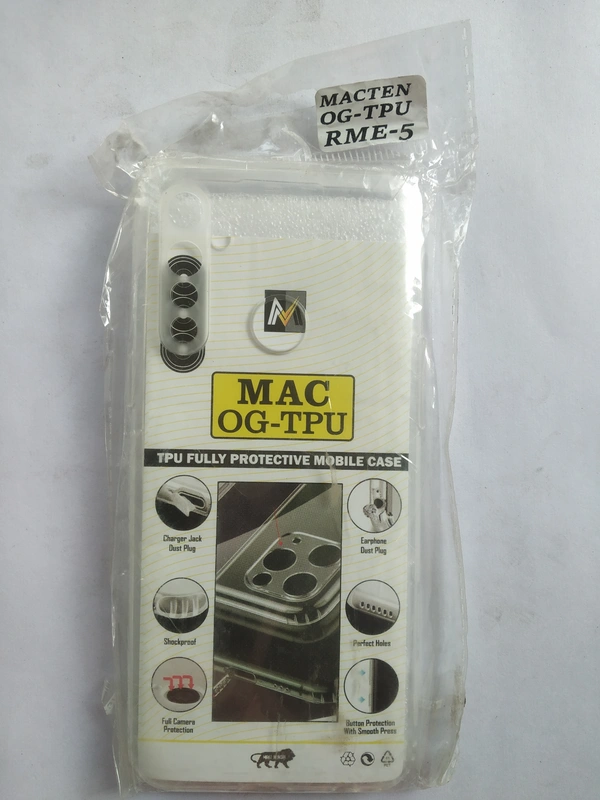 MACTEN
OG-TPU
RME-5
MAC
OG-TPU
TPU FULLY PROTECTIVE MOBILE CASE
Charger Jack
Dust Plug
Earphone
Dust Plug
Shockproof
Perfect Holes
Full Camera
Protection
Button Protection
With Smooth Press